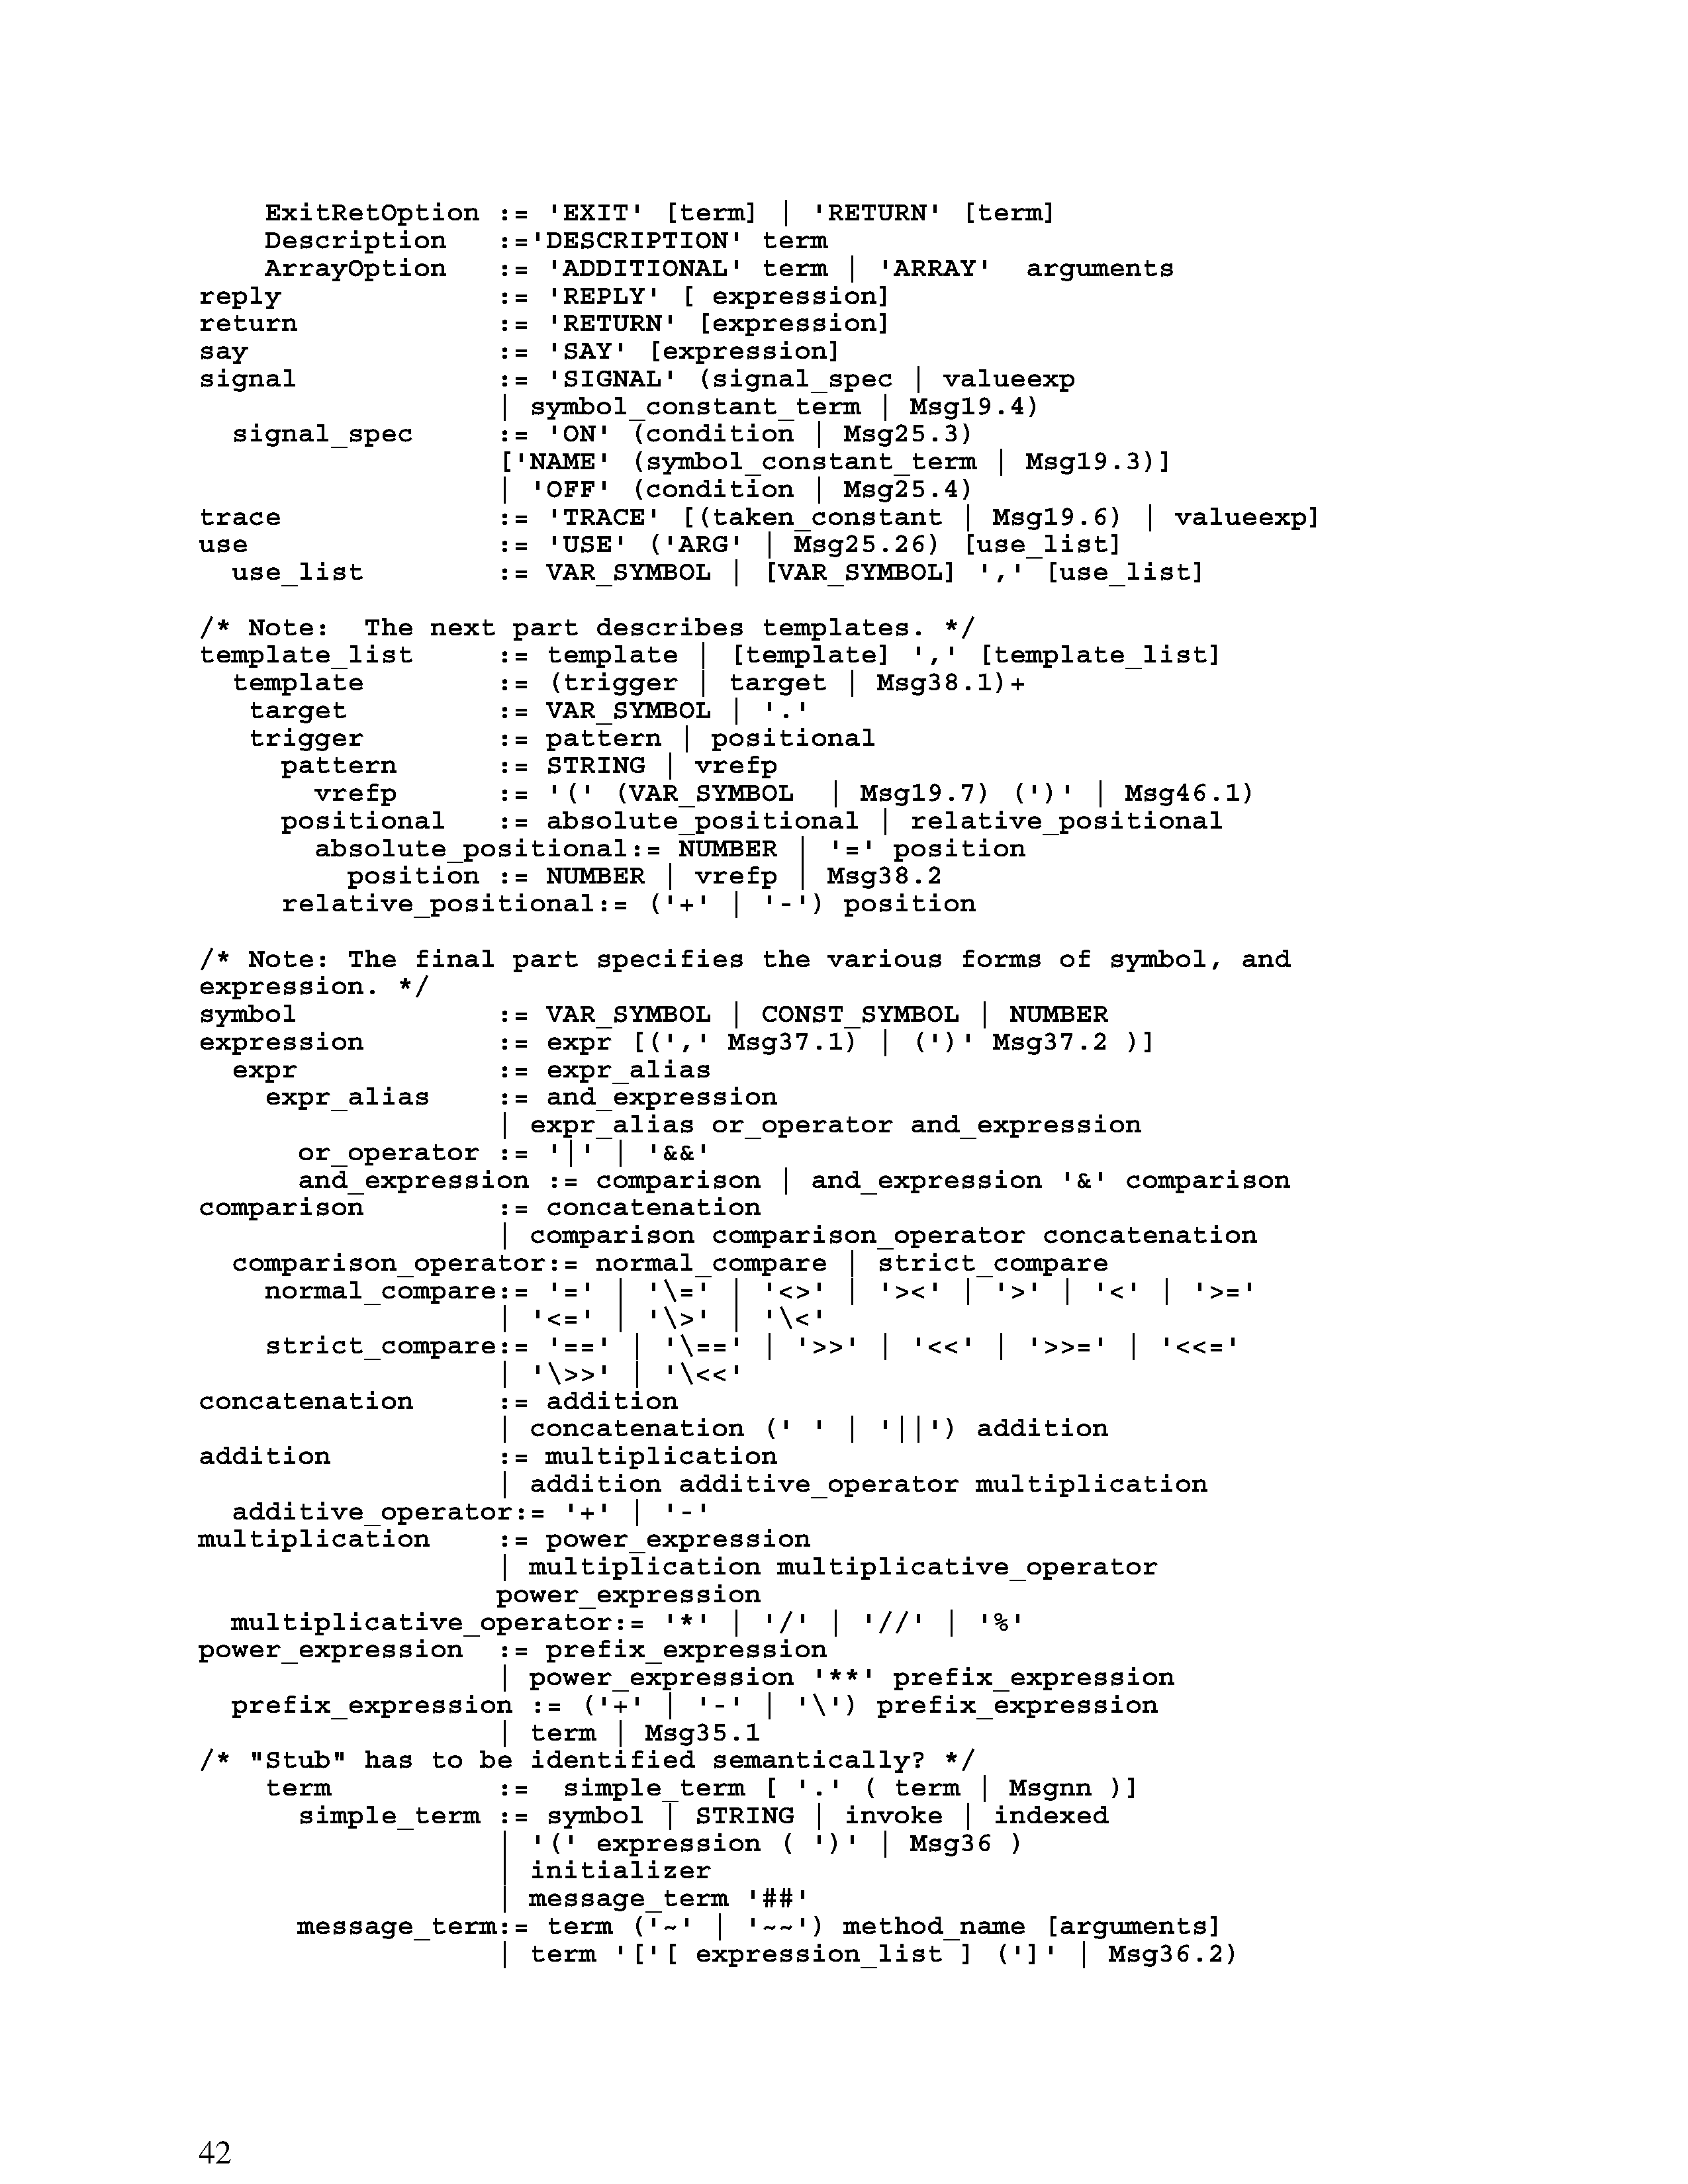 ExitRetOption := 'EXIT' [term] | 'RETURN' [term]
    Description   :='DESCRIPTION' term
    ArrayOption   := 'ADDITIONAL' term | 'ARRAY'  arguments
reply             := 'REPLY' [ expression]
return            := 'RETURN' [expression]
say               := 'SAY' [expression]
signal            := 'SIGNAL' (signal_spec | valueexp
                  | symbol_constant_term | Msg19.4)
  signal_spec     := 'ON' (condition | Msg25.3)
                  ['NAME' (symbol_constant_term | Msg19.3)]
                  | 'OFF' (condition | Msg25.4)
trace             := 'TRACE' [(taken_constant | Msg19.6) | valueexp]
use               := 'USE' ('ARG' | Msg25.26) [use_list]
  use_list        := VAR_SYMBOL | [VAR_SYMBOL] ',' [use_list]

/* Note:  The next part describes templates. */
template_list     := template | [template] ',' [template_list]
  template        := (trigger | target | Msg38.1)+
   target         := VAR_SYMBOL | '.'
   trigger        := pattern | positional
     pattern      := STRING | vrefp
       vrefp      := '(' (VAR_SYMBOL  | Msg19.7) (')' | Msg46.1)
     positional   := absolute_positional | relative_positional
       absolute_positional:= NUMBER | '=' position
         position := NUMBER | vrefp | Msg38.2
     relative_positional:= ('+' | '-') position

/* Note: The final part specifies the various forms of symbol, and
expression. */
symbol            := VAR_SYMBOL | CONST_SYMBOL | NUMBER
expression        := expr [(',' Msg37.1) | (')' Msg37.2 )]
  expr            := expr_alias
    expr_alias    := and_expression
                  | expr_alias or_operator and_expression
      or_operator := '|' | '&&'
      and_expression := comparison | and_expression '&' comparison
comparison        := concatenation
                  | comparison comparison_operator concatenation
  comparison_operator:= normal_compare | strict_compare
    normal_compare:= '=' | '\=' | '<>' | '><' | '>' | '<' | '>='
                  | '<=' | '\>' | '\<'
    strict_compare:= '==' | '\==' | '>>' | '<<' | '>>=' | '<<='
                  | '\>>' | '\<<'
concatenation     := addition
                  | concatenation (' ' | '||') addition
addition          := multiplication
                  | addition additive_operator multiplication
  additive_operator:= '+' | '-'
multiplication    := power_expression
                  | multiplication multiplicative_operator
                  power_expression
  multiplicative_operator:= '*' | '/' | '//' | '%'
power_expression  := prefix_expression
                  | power_expression '**' prefix_expression
  prefix_expression := ('+' | '-' | '\') prefix_expression
                  | term | Msg35.1
/* "Stub" has to be identified semantically? */
    term          :=  simple_term [ '.' ( term | Msgnn )]
      simple_term := symbol | STRING | invoke | indexed
                  | '(' expression ( ')' | Msg36 )
                  | initializer
                  | message_term '##'
      message_term:= term ('~' | '~~') method_name [arguments]
                  | term '['[ expression_list ] (']' | Msg36.2)
42